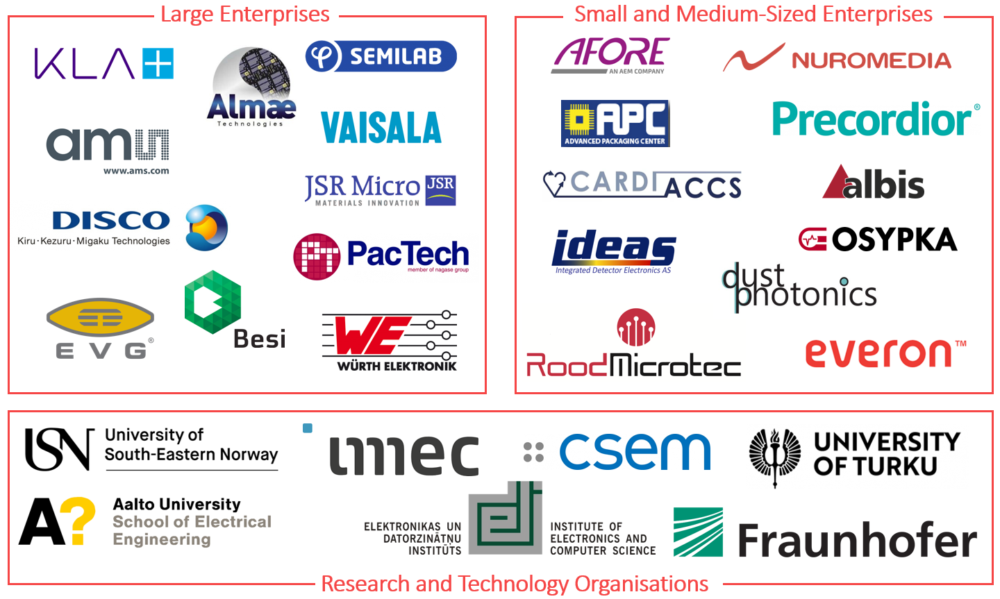 Large Enterprises
KLA
Almae
Technologies
SEMILAB
VAISALA
am
www.ams.com
JSR Micro
JSR
MATERIALS INNOVATION
DISCO
Kiru·Kezuru·Migaku Technologies
PacTech
member of nagase group
EVG®
Besi
WE
WÜRTH ELEKTRONIK
Small and Medium-Sized Enterprises
AFORE
AN AEM COMPANY
NUROMEDIA
APC
ADVANCED PACKAGING CENTER
Precordior®
CARDIACCS
albis
ideas
Integrated Detector Electronics AS
OSYPKA
dust
photonics
RoodMicrotec
everon™
USN
University of
South-Eastern Norway
imec
csem
UNIVERSITY
OF TURKU
A?
Aalto University
School of Electrical
Engineering
ELEKTRONIKAS UN
DATORZINĀTŅU
INSTITŪTS
edi
INSTITUTE OF
ELECTRONICS AND
COMPUTER SCIENCE
Fraunhofer
Research and Technology Organisations